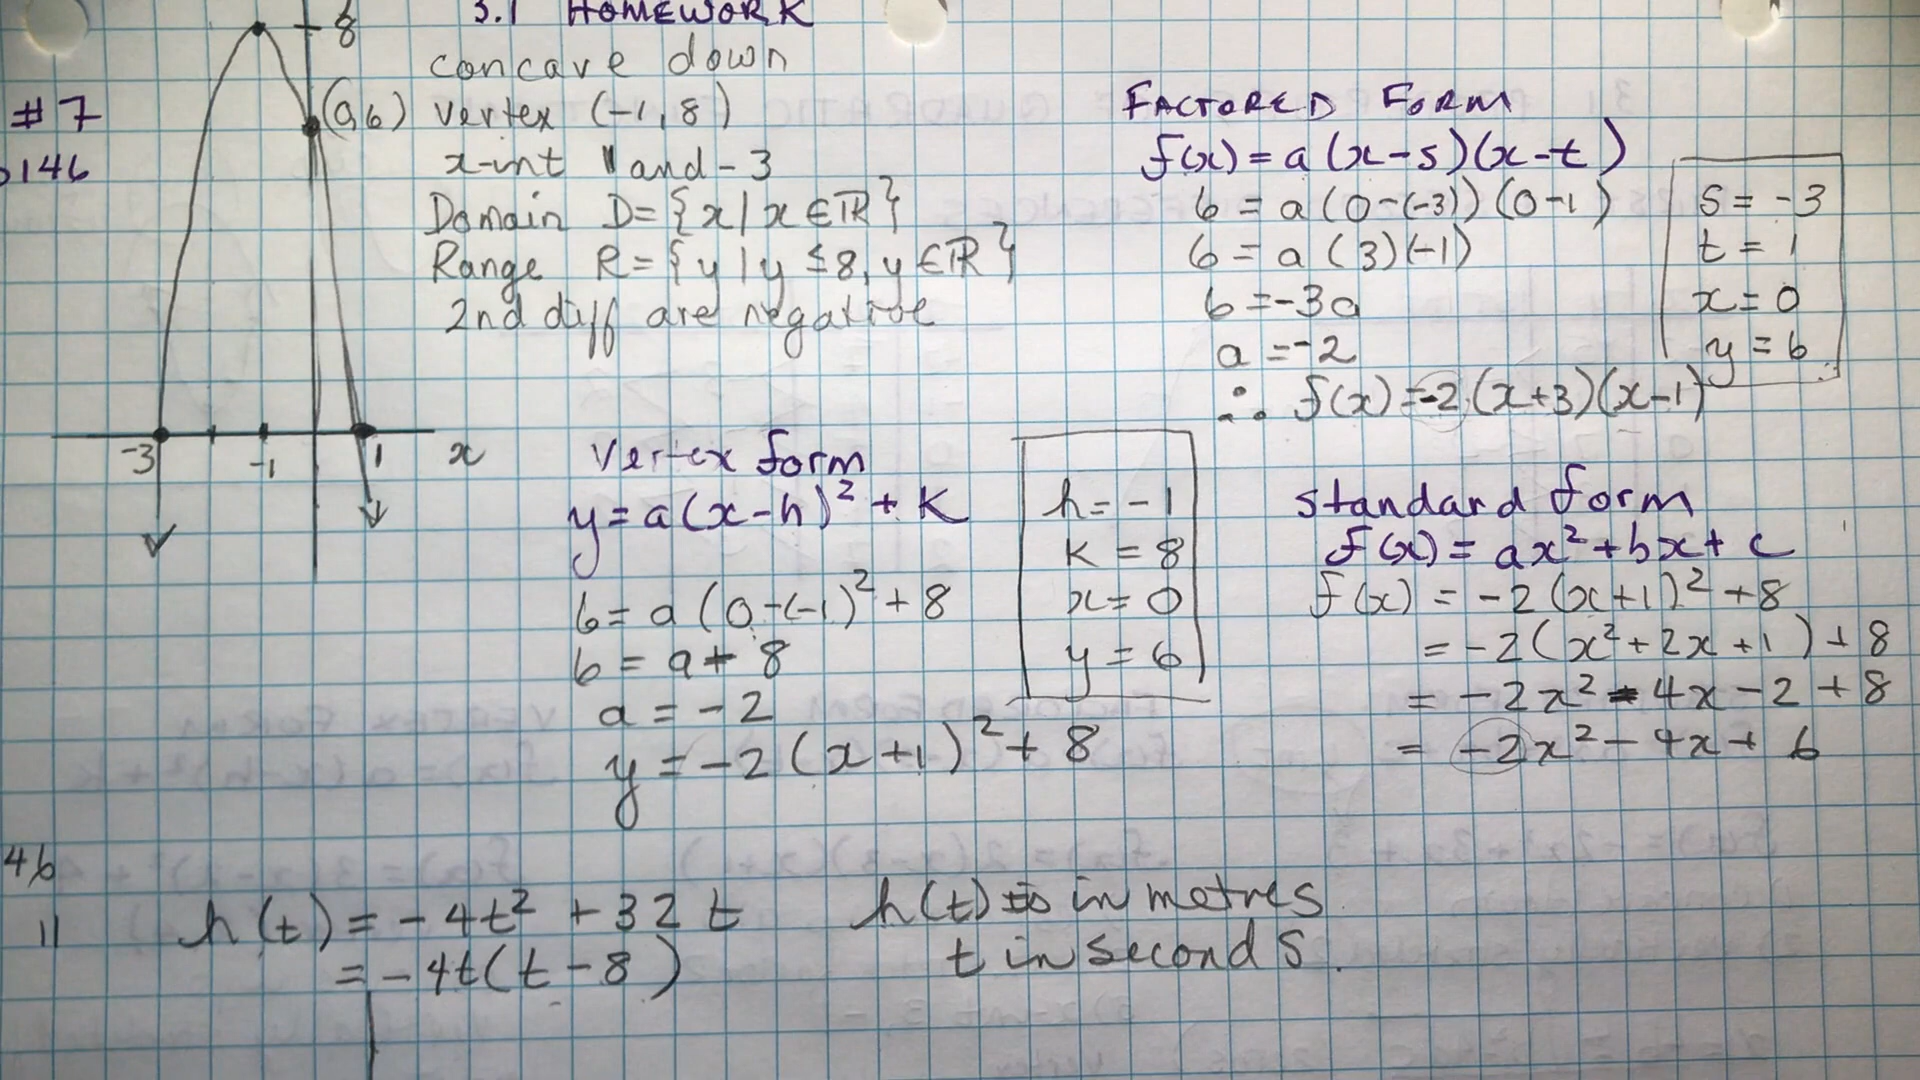 3.1 HOMEWORK
8
concave down
#7
(0,6)
vertex (-1,8)
146
x-int 1 and -3
Domain D={x/x∈ℝ}
Range R={y/y≤8, y∈ℝ}
2nd diff are negative
-3
-1
1
x
FACTORED FORM
f(x)=a(x-s)(x-t)
6=a(0-(-3))(0-1)
6=a(3)(-1)
6=-3a
a=-2
∴ f(x)=-2(x+3)(x-1)
s=-3
t=1
x=0
y=6
Vertex form
y=a(x-h)²+K
6=a(0-(-1)²+8
6=a+8
a=-2
y=-2(x+1)²+8
h=-1
K=8
x=0
y=6
standard form
f(x)=ax²+bx+c
f(x)=-2(x+1)²+8
=-2(x²+2x+1)+8
=-2x²-4x-2+8
=-2x²-4x+6
46
11
h(t)=-4t²+32t
=-4t(t-8)
h(t) is in metres
t in seconds.